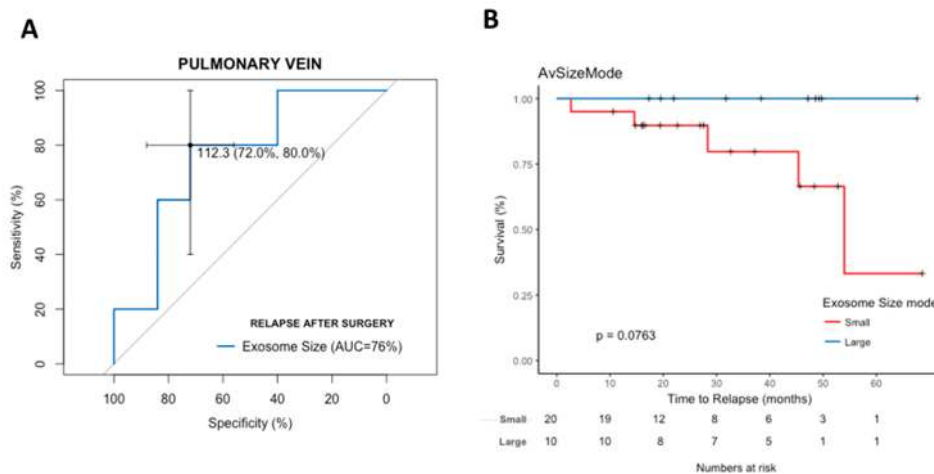 A
PULMONARY VEIN
Sensitivity (%)
100
80
60
40
20
0
112.3 (72.0%, 80.0%)
RELAPSE AFTER SURGERY
Exosome Size (AUC=76%)
100 80 60 40 20 0
Specificity (%)
B
AvSizeMode
Survival (%)
1.00
0.75
0.50
0.25
0.00
p = 0.0763
Exosome Size mode
Small
Large
0 10 20 30 40 50 60
Time to Relapse (months)
Small 20 19 12 8 6 3 1
Large 10 10 8 7 5 1 1
Numbers at risk